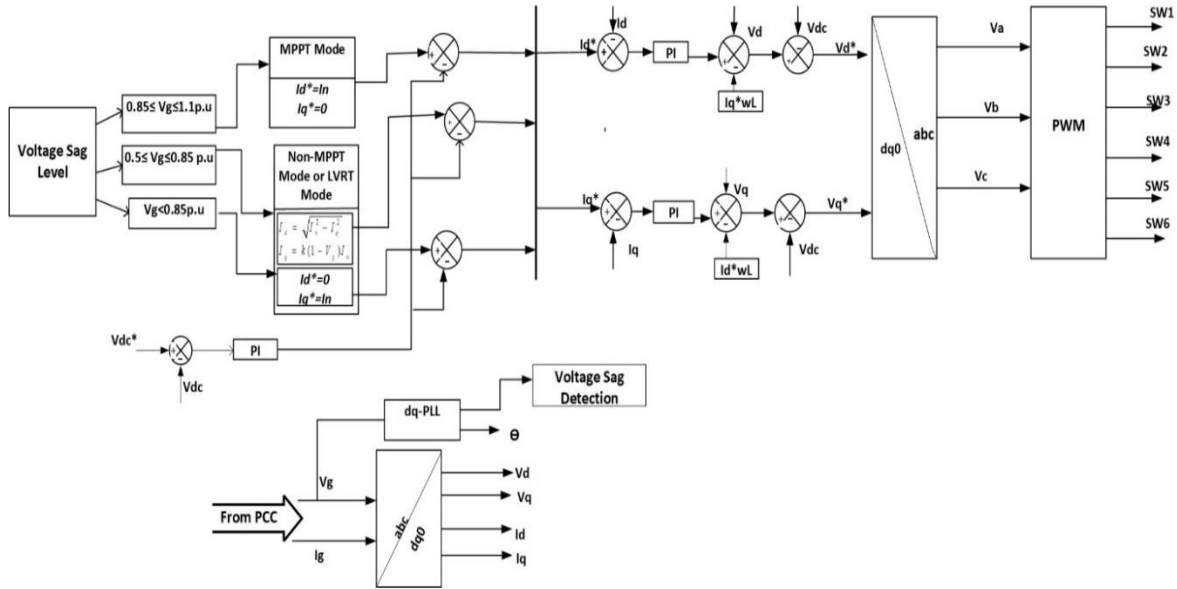 MPPT Mode
Id*=In
Iq*=0
0.85≤ Vg≤1.1p.u
Voltage Sag
Level
0.5≤ Vg≤0.85 p.u
Vg<0.85p.u
Non-MPPT
Mode or LVRT
Mode
Id*=0
Iq*=In
Vdc*
PI
Vdc
Id
Iq*
PI
Vd
Iq*wL
Vdc
Vd*
Iq*
Iq
PI
Vq
Id*wL
Vdc
Vq*
abc
dq0
Va
Vb
Vc
PWM
SW1
SW2
SW3
SW4
SW5
SW6
Voltage Sag
Detection
dq-PLL
Θ
From PCC
Vg
Ig
abc
dq0
Vd
Vq
Id
Iq